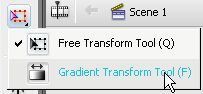 Scene 1
Free Transform Tool (Q)
Gradient Transform Tool (F)